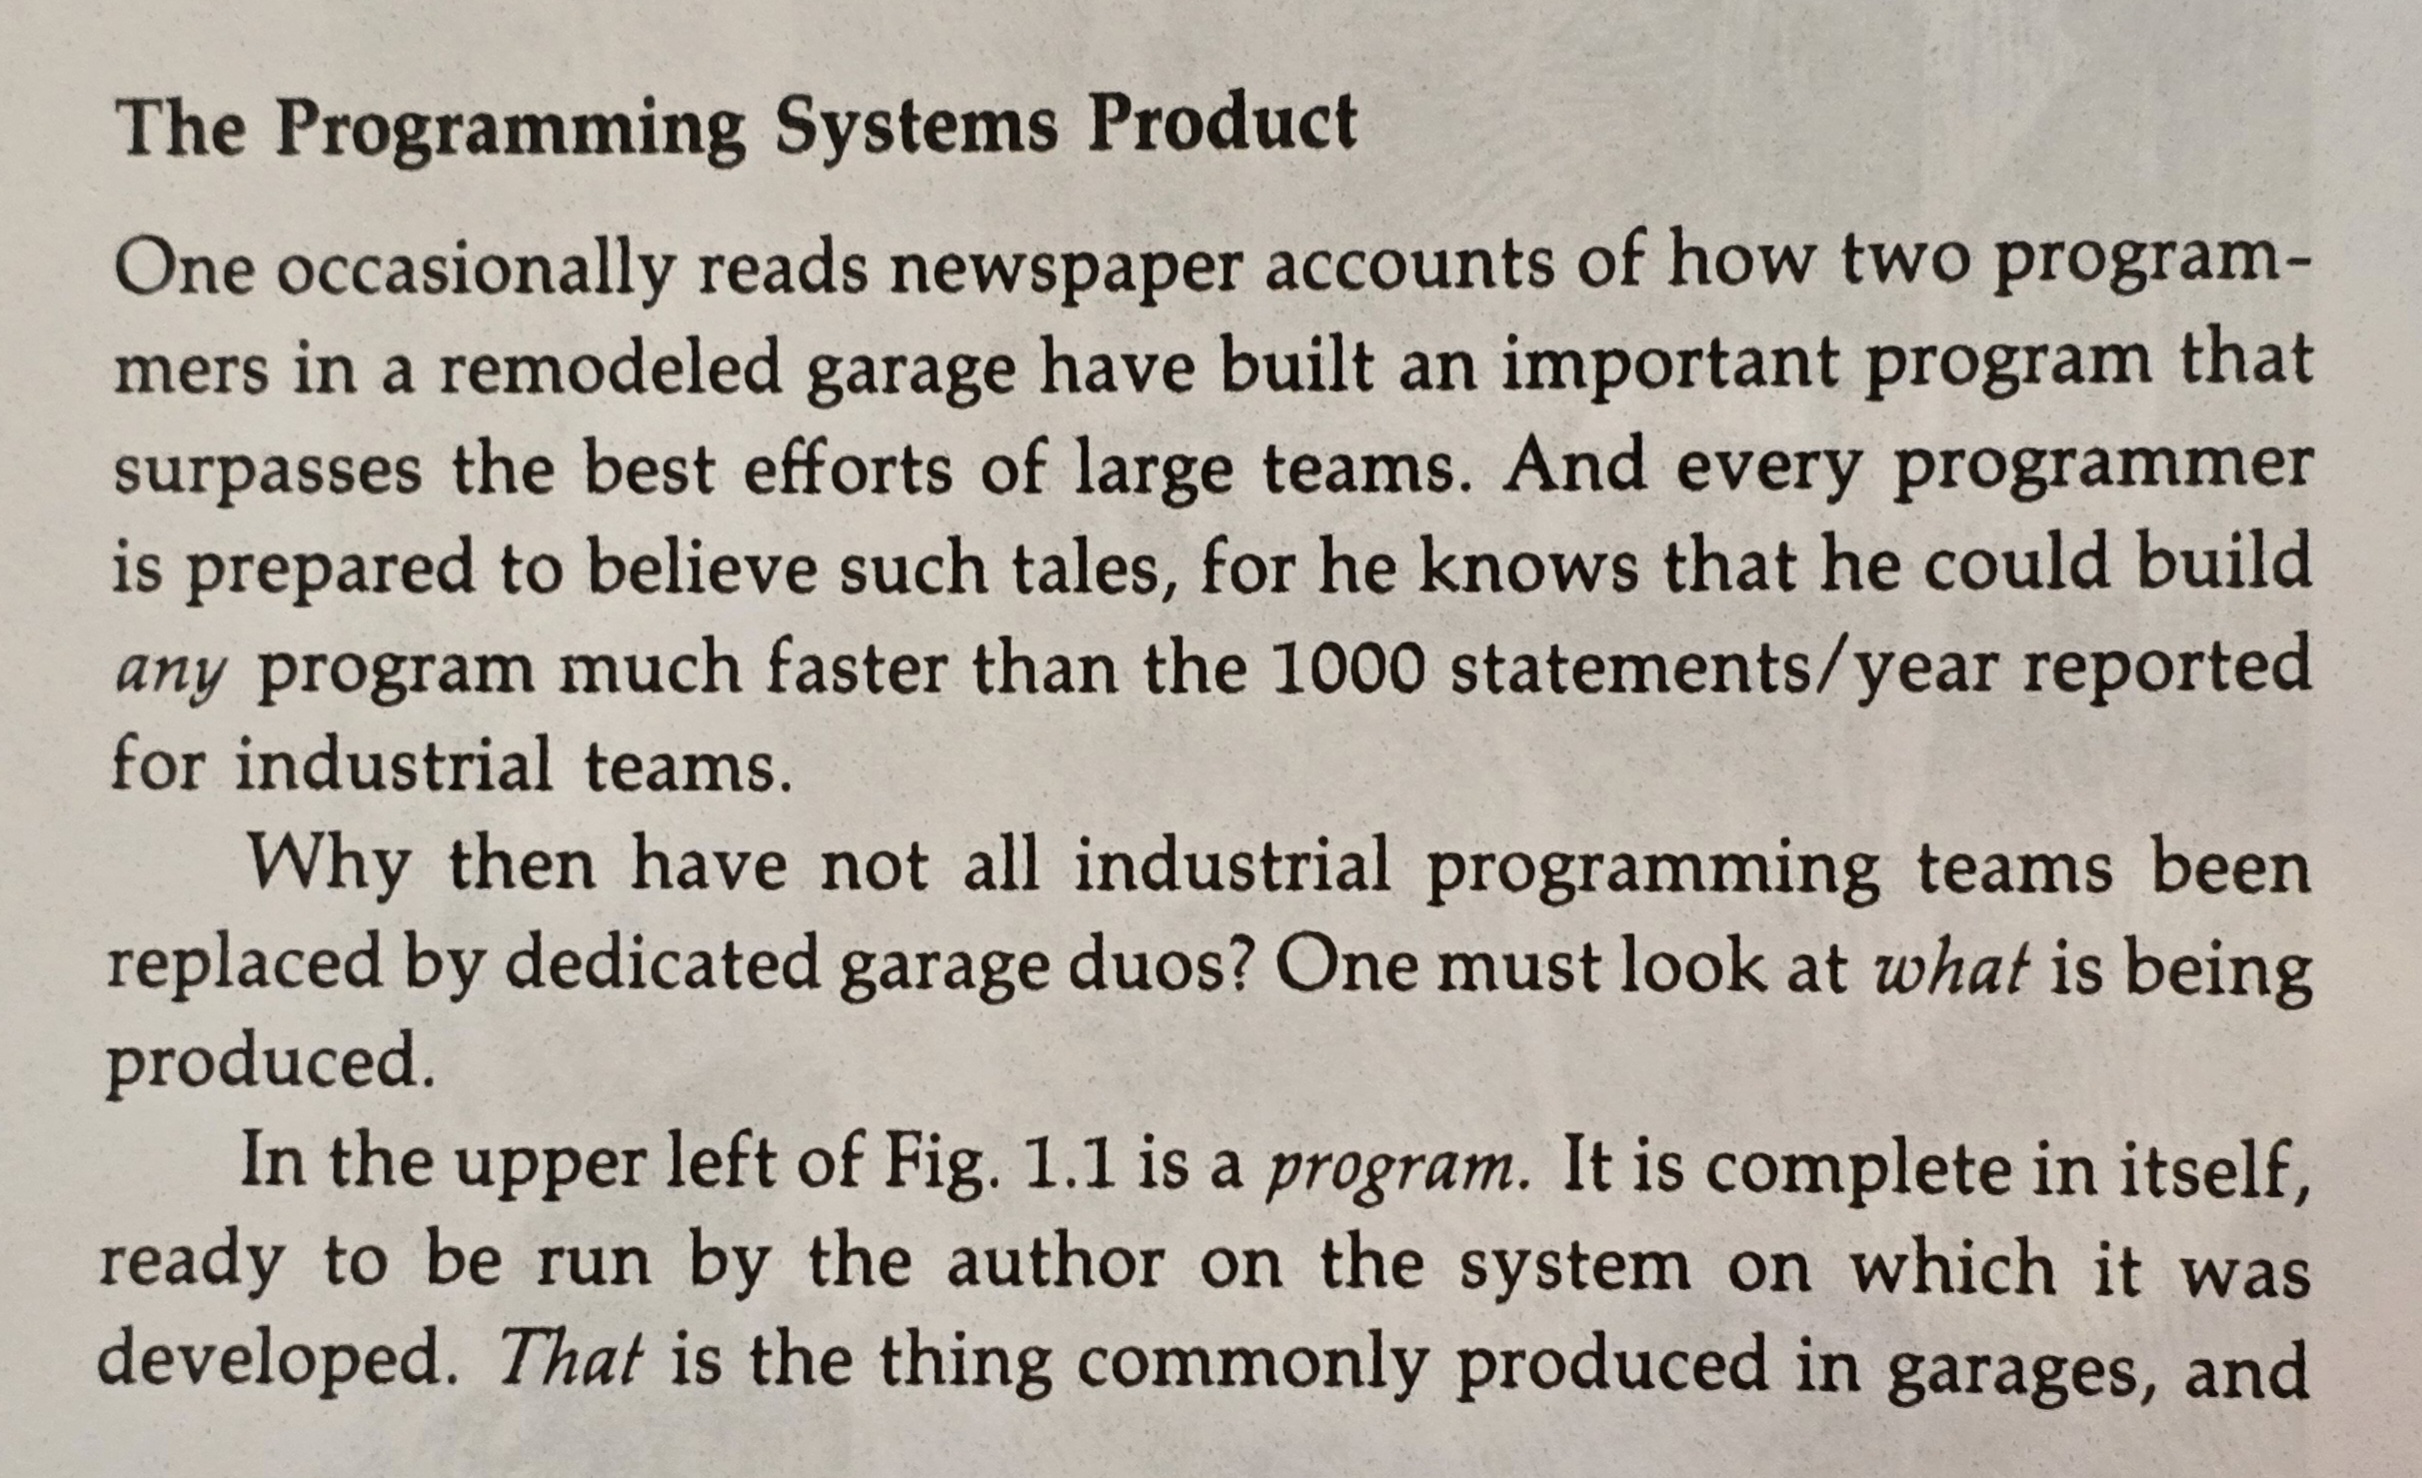 The Programming Systems Product
One occasionally reads newspaper accounts of how two program-
mers in a remodeled garage have built an important program that
surpasses the best efforts of large teams. And every programmer
is prepared to believe such tales, for he knows that he could build
any program much faster than the 1000 statements/year reported
for industrial teams.
Why then have not all industrial programming teams been
replaced by dedicated garage duos? One must look at what is being
produced.
In the upper left of Fig. 1.1 is a program. It is complete in itself,
ready to be run by the author on the system on which it was
developed. That is the thing commonly produced in garages, and